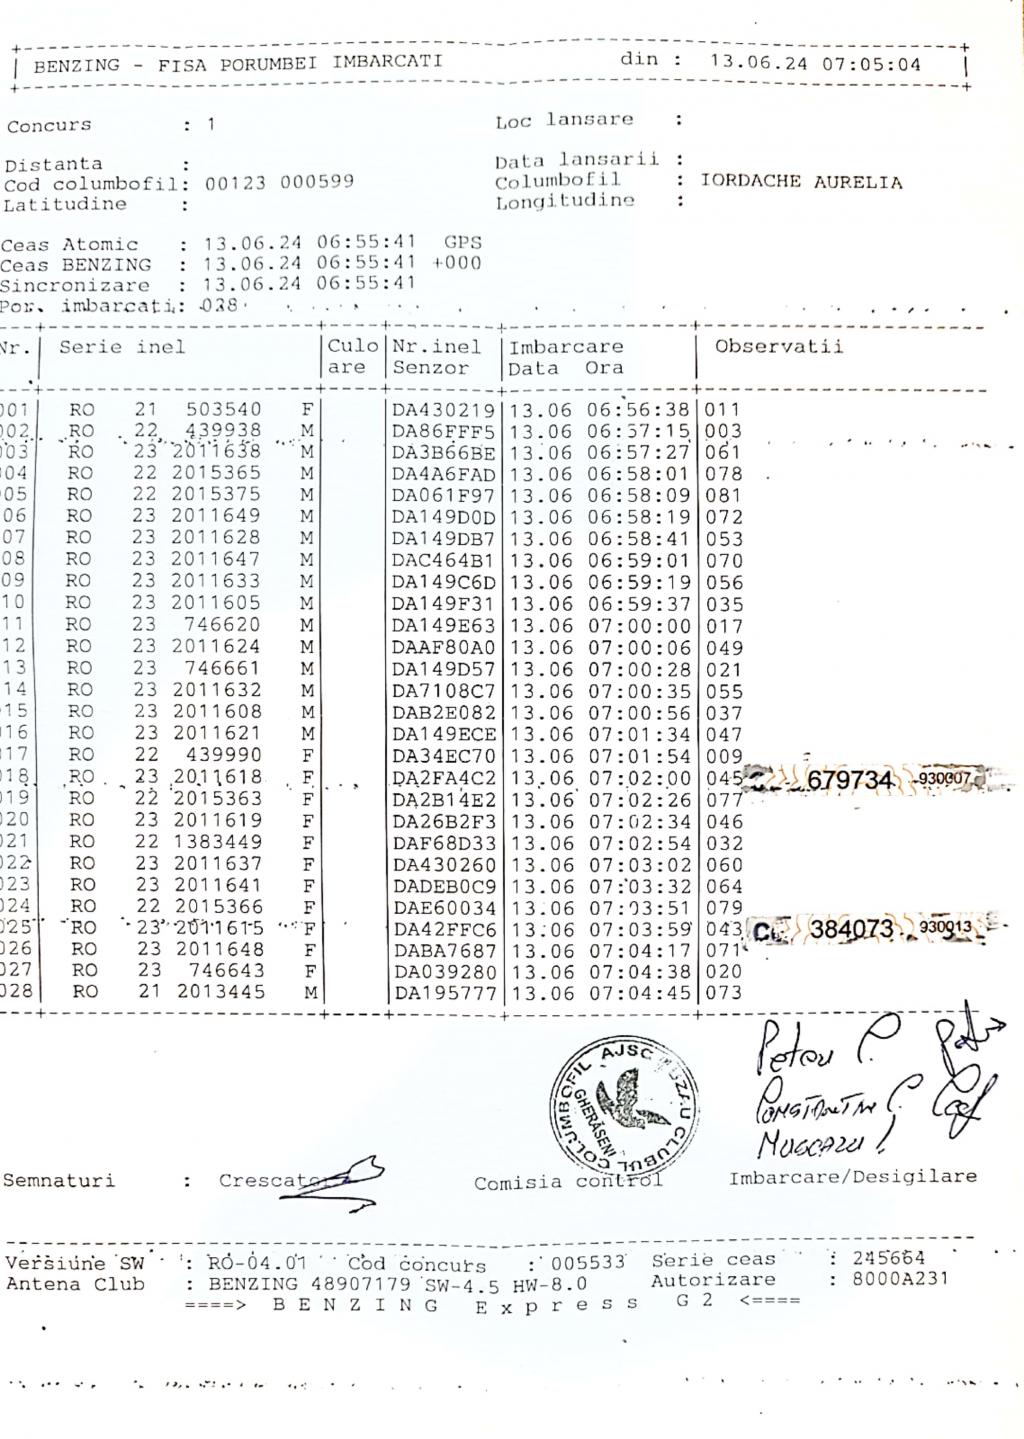 BENZING - FISA PORUMBEI IMBARCATI din : 13.06.24 07:05:04
Concurs : 1 Loc lansare :
Distanta : Data lansarii :
Cod columbofil: 00123 000599 Columbofil : IORDACHE AURELIA
Latitudine : Longitudine :
Ceas Atomic : 13.06.24 06:55:41 GPS
Ceas BENZING : 13.06.24 06:55:41 +000
Sincronizare : 13.06.24 06:55:41
Por. imbarcati: 028
Nr. Serie inel Culo Nr.inel Imbarcare Observatii
are Senzor Data Ora
001 RO 21 503540 F DA430219 13.06 06:56:38 011
002 RO 22 439938 M DA86FFF5 13.06 06:57:15 003
003 RO 23 2011638 M DA3B66BE 13.06 06:57:27 061
004 RO 22 2015365 M DA4A6FAD 13.06 06:58:01 078
005 RO 22 2015375 M DA061F97 13.06 06:58:09 081
06 RO 23 2011649 M DA149D0D 13.06 06:58:19 072
07 RO 23 2011628 M DA149DB7 13.06 06:58:41 053
08 RO 23 2011647 M DAC464B1 13.06 06:59:01 070
09 RO 23 2011633 M DA149C6D 13.06 06:59:19 056
10 RO 23 2011605 M DA149F31 13.06 06:59:37 035
11 RO 23 746620 M DA149E63 13.06 07:00:00 017
12 RO 23 2011624 M DAAF80A0 13.06 07:00:06 049
13 RO 23 746661 M DA149D57 13.06 07:00:28 021
14 RO 23 2011632 M DA7108C7 13.06 07:00:35 055
015 RO 23 2011608 M DAB2E082 13.06 07:00:56 037
016 RO 23 2011621 M DA149ECE 13.06 07:01:34 047
017 RO 22 439990 F DA34EC70 13.06 07:01:54 009
018 RO 23 2011618 F DA2FA4C2 13.06 07:02:00 045 679734 930007
019 RO 22 2015363 F DA2B14E2 13.06 07:02:26 077
020 RO 23 2011619 F DA26B2F3 13.06 07:02:34 046
021 RO 22 1383449 F DAF68D33 13.06 07:02:54 032
022 RO 23 2011637 F DA430260 13.06 07:03:02 060
023 RO 23 2011641 F DADEB0C9 13.06 07:03:32 064
024 RO 22 2015366 F DAE60034 13.06 07:03:51 079
025 RO 23 2011615 F DA42FFC6 13.06 07:03:59 043 384073 930013
026 RO 23 2011648 F DABA7687 13.06 07:04:17 071
027 RO 23 746643 F DA039280 13.06 07:04:38 020
028 RO 21 2013445 M DA195777 13.06 07:04:45 073
COLUMBOFIL AJSC BUZAU CLUBUL
GHERĂSENI
Semnaturi : Crescator Comisia control Imbarcare/Desigilare
Versiune SW : RO-04.01 Cod concurs : 005533 Serie ceas : 245664
Antena Club : BENZING 48907179 SW-4.5 HW-8.0 Autorizare : 8000A231
====> BENZING Express G2 <====